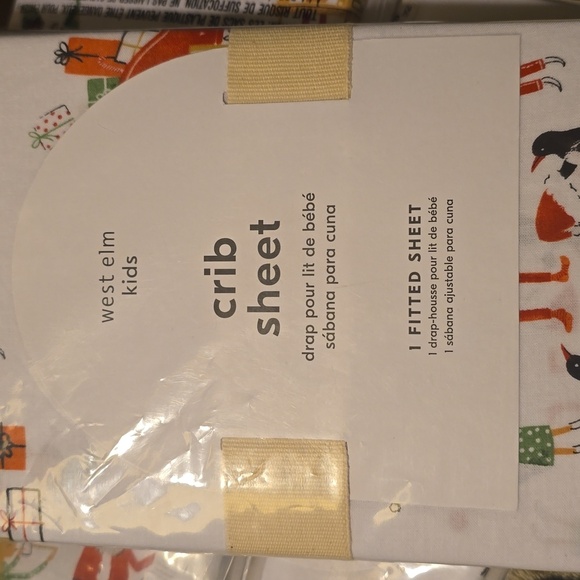 west elm
kids
crib
sheet
drap pour lit de bébé
sábana para cuna
1 FITTED SHEET
1 drap-housse pour lit de bébé
1 sábana ajustable para cuna